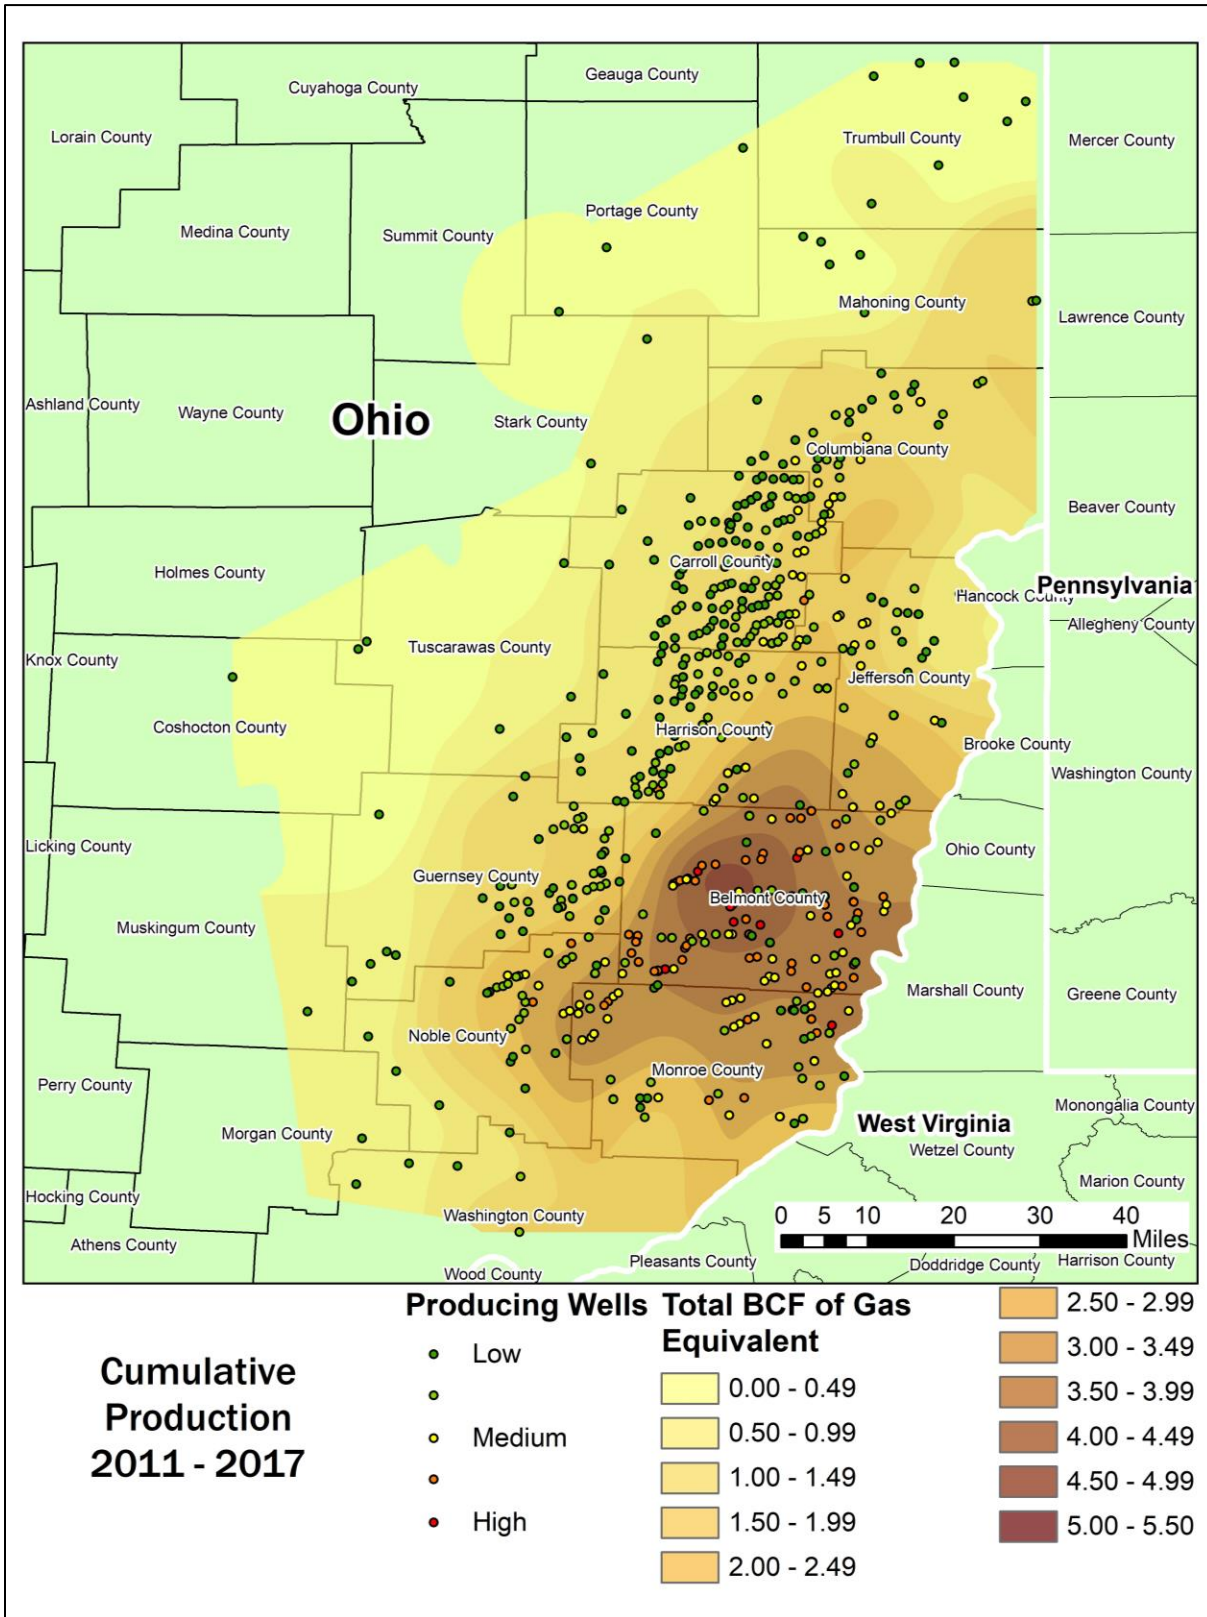 Geauga County
Cuyahoga County
Lorain County
Trumbull County
Mercer County
Portage County
Medina County
Summit County
Mahoning County
Lawrence County
Ashland County
Wayne County
Ohio
Stark County
Columbiana County
Beaver County
Holmes County
Carroll County
Pennsylvania
Hancock County
Allegheny County
Knox County
Tuscarawas County
Jefferson County
Coshocton County
Harrison County
Brooke County
Washington County
Licking County
Ohio County
Guernsey County
Belmont County
Muskingum County
Marshall County
Greene County
Noble County
Monroe County
Perry County
Monongalia County
West Virginia
Morgan County
Wetzel County
Marion County
Hocking County
Washington County
0 5 10 20 30 40
Miles
Athens County
Pleasants County
Doddridge County
Harrison County
Wood County
Producing Wells
Low
Medium
High
Total BCF of Gas
Equivalent
0.00 - 0.49
0.50 - 0.99
1.00 - 1.49
1.50 - 1.99
2.00 - 2.49
2.50 - 2.99
3.00 - 3.49
3.50 - 3.99
4.00 - 4.49
4.50 - 4.99
5.00 - 5.50
Cumulative
Production
2011 - 2017